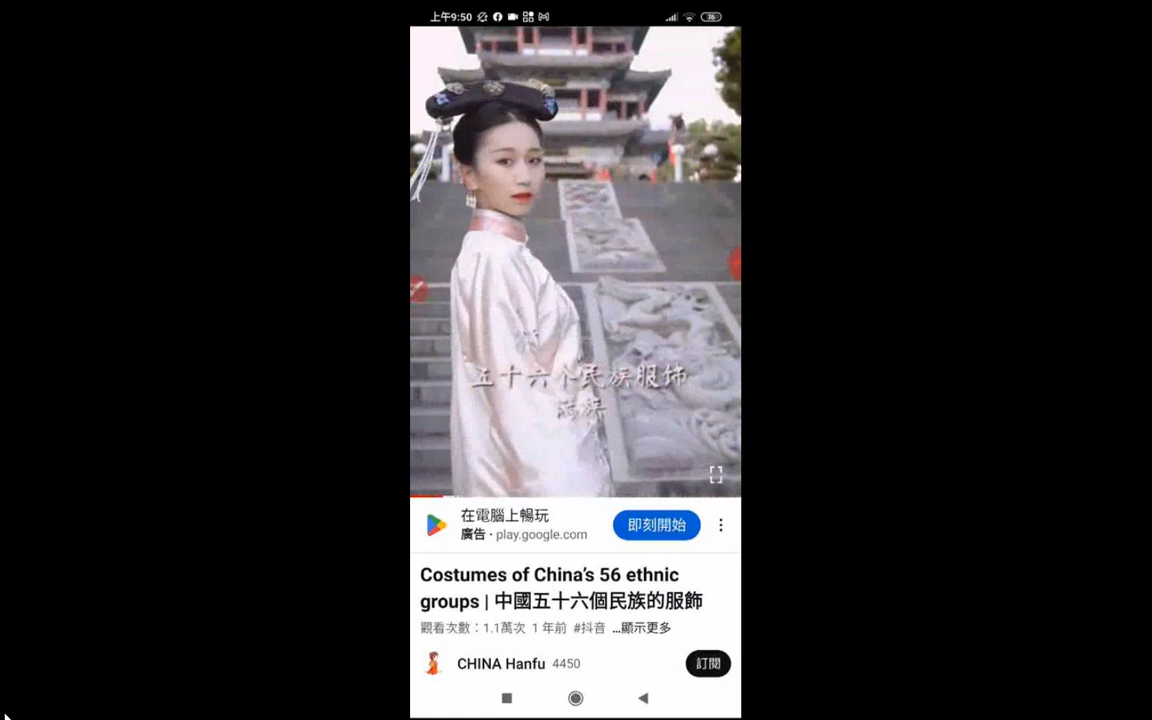 上午9:50
76
五十六个民族服饰
满族
在電腦上暢玩
廣告 · play.google.com
即刻開始
Costumes of China's 56 ethnic
groups | 中國五十六個民族的服飾
觀看次數：1.1萬次 1 年前 #抖音 ...顯示更多
CHINA Hanfu 4450
訂閱